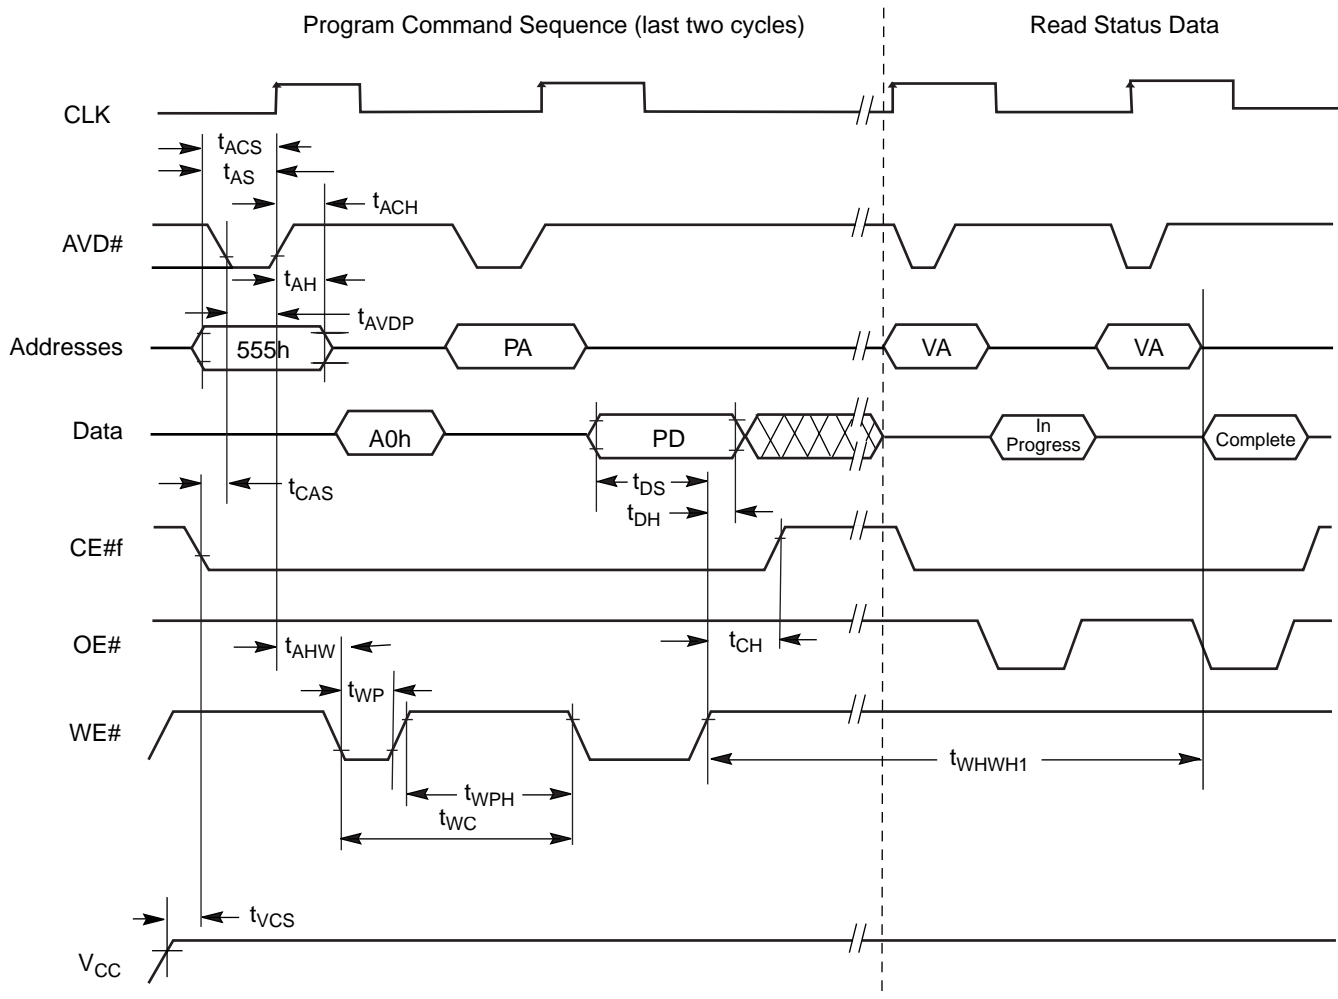 Program Command Sequence (last two cycles)
Read Status Data
CLK
tACS
tAS
tACH
AVD#
tAH
tAVDP
Addresses
555h
PA
VA
VA
Data
A0h
PD
In
Progress
Complete
tCAS
tDS
tDH
CE#f
OE#
tAHW
tCH
tWP
WE#
tWHWH1
tWPH
tWC
tVCS
VCC